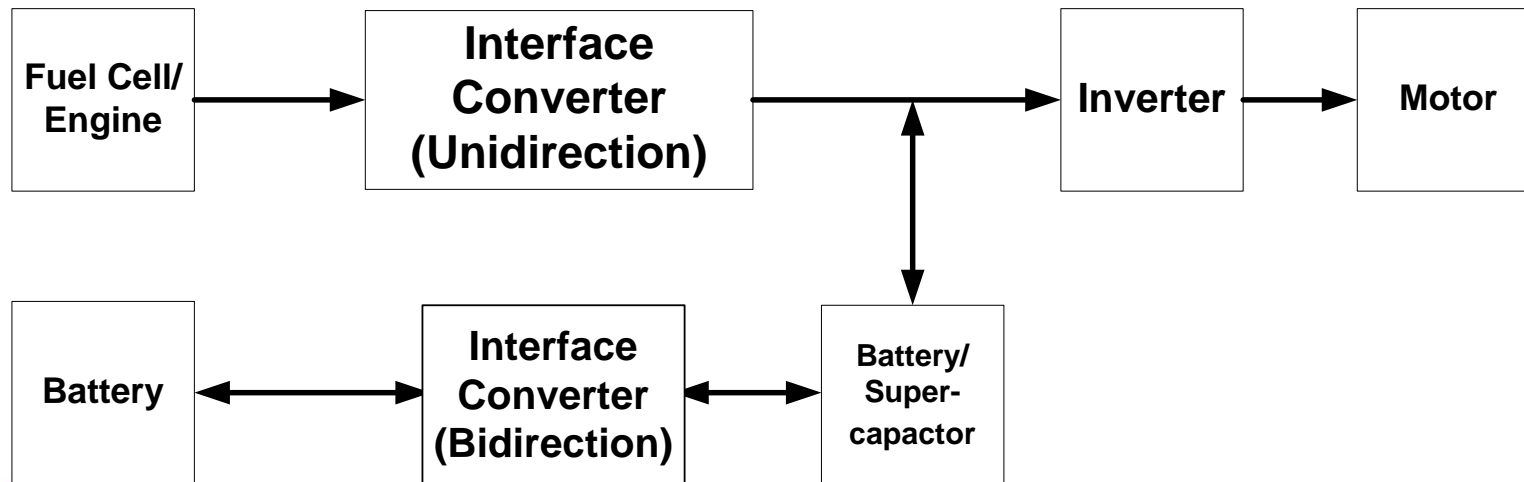 Fuel Cell/
Engine
Interface
Converter
(Unidirection)
Inverter
Motor
Battery
Interface
Converter
(Bidirection)
Battery/
Super-
capactor